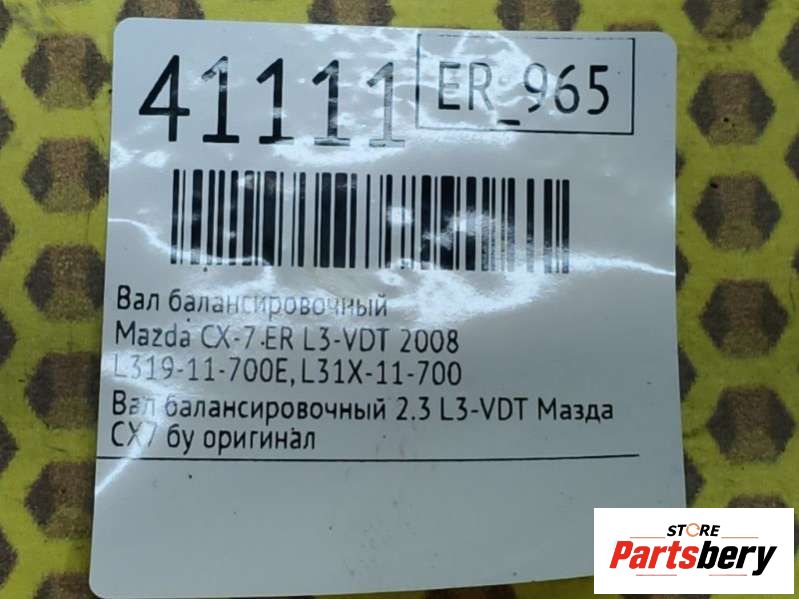 41111
ER_965
Вал балансировочный
Mazda CX-7 ER L3-VDT 2008
L319-11-700E, L31X-11-700
Вал балансировочный 2.3 L3-VDT Мазда
CX7 бу оригинал
STORE
Partsbery